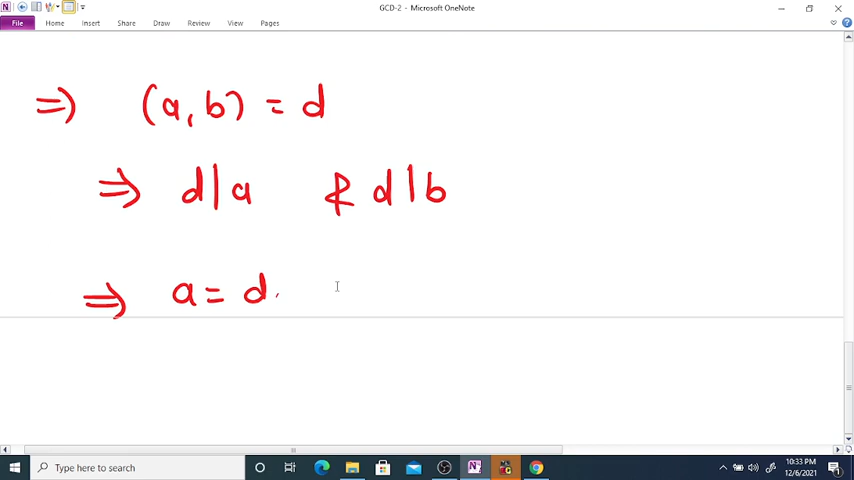 GCD-2 - Microsoft OneNote
File Home Insert Share Draw History Review View Pages
⇒ (a, b) = d
⇒ d|a & d|b
⇒ a = d.
Type here to search
10:33 PM
12/6/2021